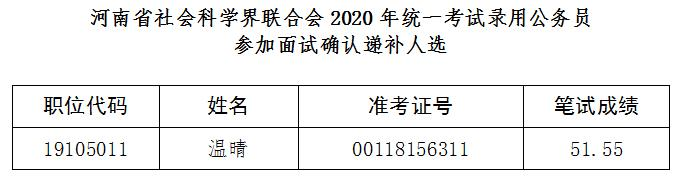 河南省社会科学界联合会 2020 年统一考试录用公务员
参加面试确认递补人选
职位代码 姓名 准考证号 笔试成绩
19105011 温晴 00118156311 51.55